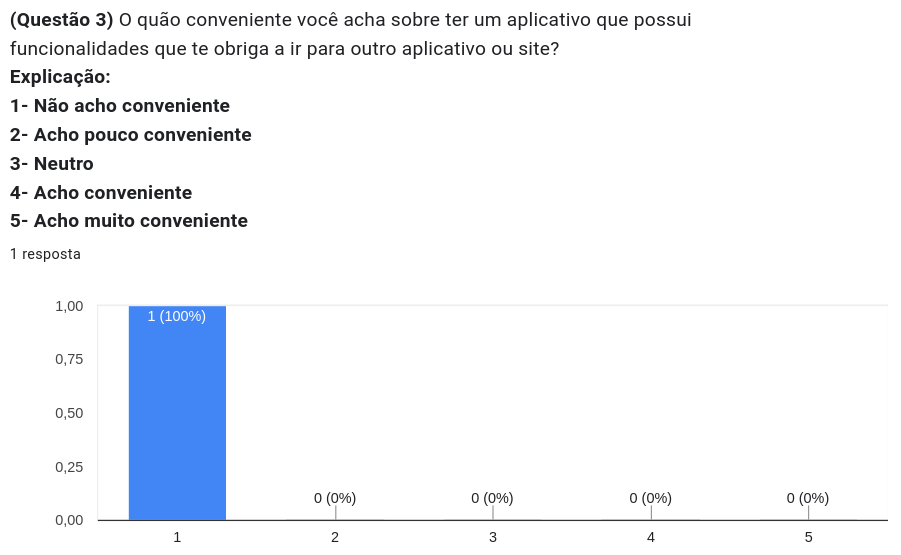 (Questão 3) O quão conveniente você acha sobre ter um aplicativo que possui
funcionalidades que te obriga a ir para outro aplicativo ou site?
Explicação:
1- Não acho conveniente
2- Acho pouco conveniente
3- Neutro
4- Acho conveniente
5- Acho muito conveniente
1 resposta
1,00
1 (100%)
0,75
0,50
0,25
0 (0%) 0 (0%) 0 (0%) 0 (0%)
0,00
1 2 3 4 5